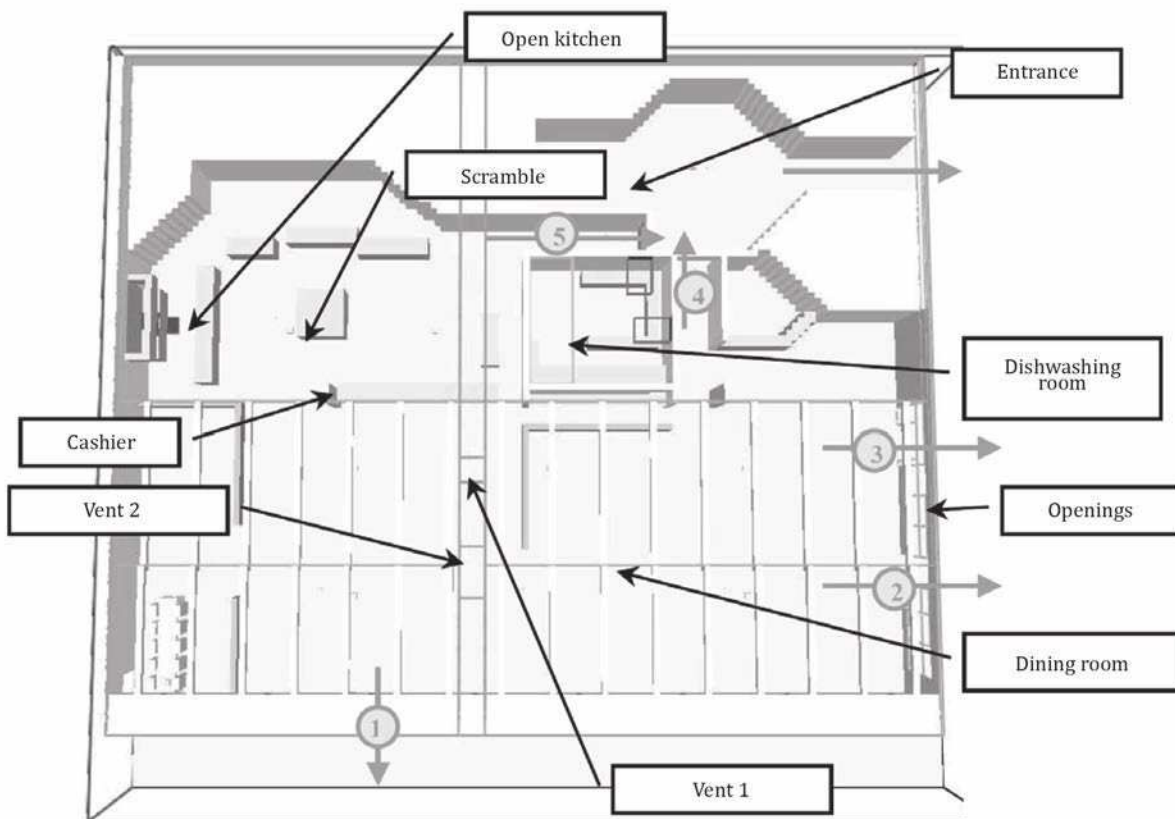 Open kitchen
Entrance
Scramble
5
4
Dishwashing
room
Cashier
3
Vent 2
Openings
2
Dining room
1
Vent 1